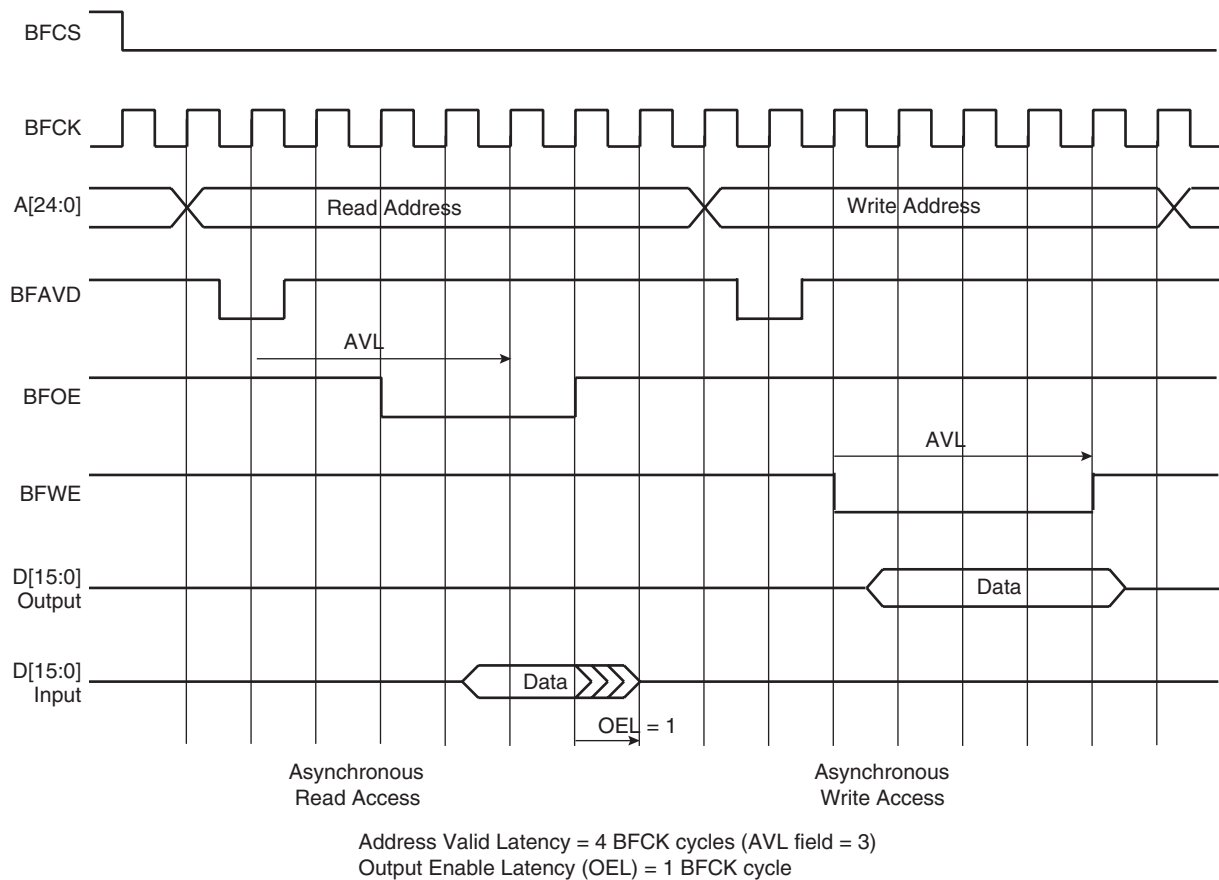 BFCS
BFCK
A[24:0]
Read Address
Write Address
BFAVD
AVL
BFOE
AVL
BFWE
D[15:0]
Output
Data
D[15:0]
Input
Data
OEL = 1
Asynchronous
Read Access
Asynchronous
Write Access
Address Valid Latency = 4 BFCK cycles (AVL field = 3)
Output Enable Latency (OEL) = 1 BFCK cycle